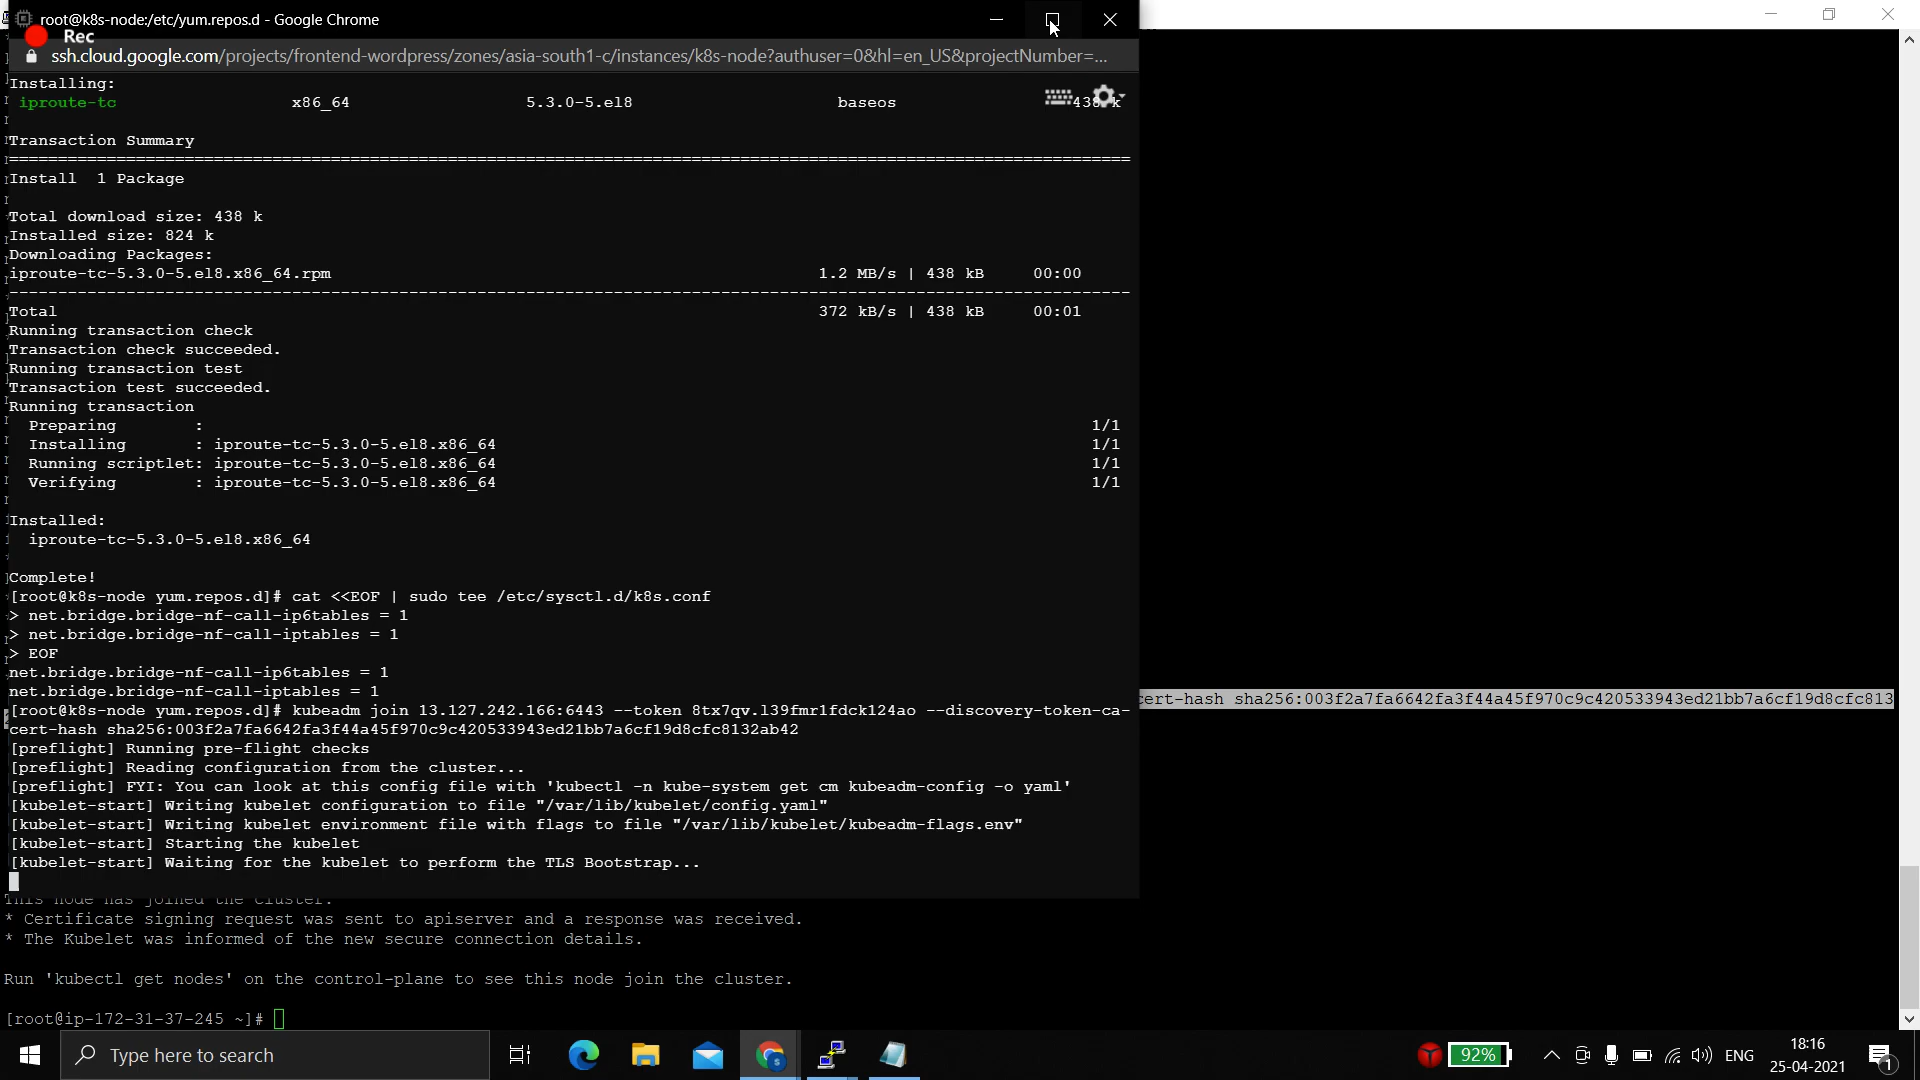 root@k8s-node:/etc/yum.repos.d - Google Chrome
Rec
ssh.cloud.google.com/projects/frontend-wordpress/zones/asia-south1-c/instances/k8s-node?authuser=0&hl=en_US&projectNumber=...
Installing:
iproute-tc x86_64 5.3.0-5.el8 baseos 438 k
Transaction Summary
Install 1 Package
Total download size: 438 k
Installed size: 824 k
Downloading Packages:
iproute-tc-5.3.0-5.el8.x86_64.rpm 1.2 MB/s | 438 kB 00:00
Total 372 kB/s | 438 kB 00:01
Running transaction check
Transaction check succeeded.
Running transaction test
Transaction test succeeded.
Running transaction
Preparing : 1/1
Installing : iproute-tc-5.3.0-5.el8.x86_64 1/1
Running scriptlet: iproute-tc-5.3.0-5.el8.x86_64 1/1
Verifying : iproute-tc-5.3.0-5.el8.x86_64 1/1
Installed:
iproute-tc-5.3.0-5.el8.x86_64
Complete!
[root@k8s-node yum.repos.d]# cat <<EOF | sudo tee /etc/sysctl.d/k8s.conf
> net.bridge.bridge-nf-call-ip6tables = 1
> net.bridge.bridge-nf-call-iptables = 1
> EOF
net.bridge.bridge-nf-call-ip6tables = 1
net.bridge.bridge-nf-call-iptables = 1
[root@k8s-node yum.repos.d]# kubeadm join 13.127.242.166:6443 --token 8tx7qv.l39fmr1fdck124ao --discovery-token-ca-
cert-hash sha256:003f2a7fa6642fa3f44a45f970c9c420533943ed21bb7a6cf19d8cfc8132ab42
cert-hash sha256:003f2a7fa6642fa3f44a45f970c9c420533943ed21bb7a6cf19d8cfc813
[preflight] Running pre-flight checks
[preflight] Reading configuration from the cluster...
[preflight] FYI: You can look at this config file with 'kubectl -n kube-system get cm kubeadm-config -o yaml'
[kubelet-start] Writing kubelet configuration to file "/var/lib/kubelet/config.yaml"
[kubelet-start] Writing kubelet environment file with flags to file "/var/lib/kubelet/kubeadm-flags.env"
[kubelet-start] Starting the kubelet
[kubelet-start] Waiting for the kubelet to perform the TLS Bootstrap...
This node has joined the cluster:
* Certificate signing request was sent to apiserver and a response was received.
* The Kubelet was informed of the new secure connection details.
Run 'kubectl get nodes' on the control-plane to see this node join the cluster.
[root@ip-172-31-37-245 ~]#
Type here to search
92%
ENG
18:16
25-04-2021
1